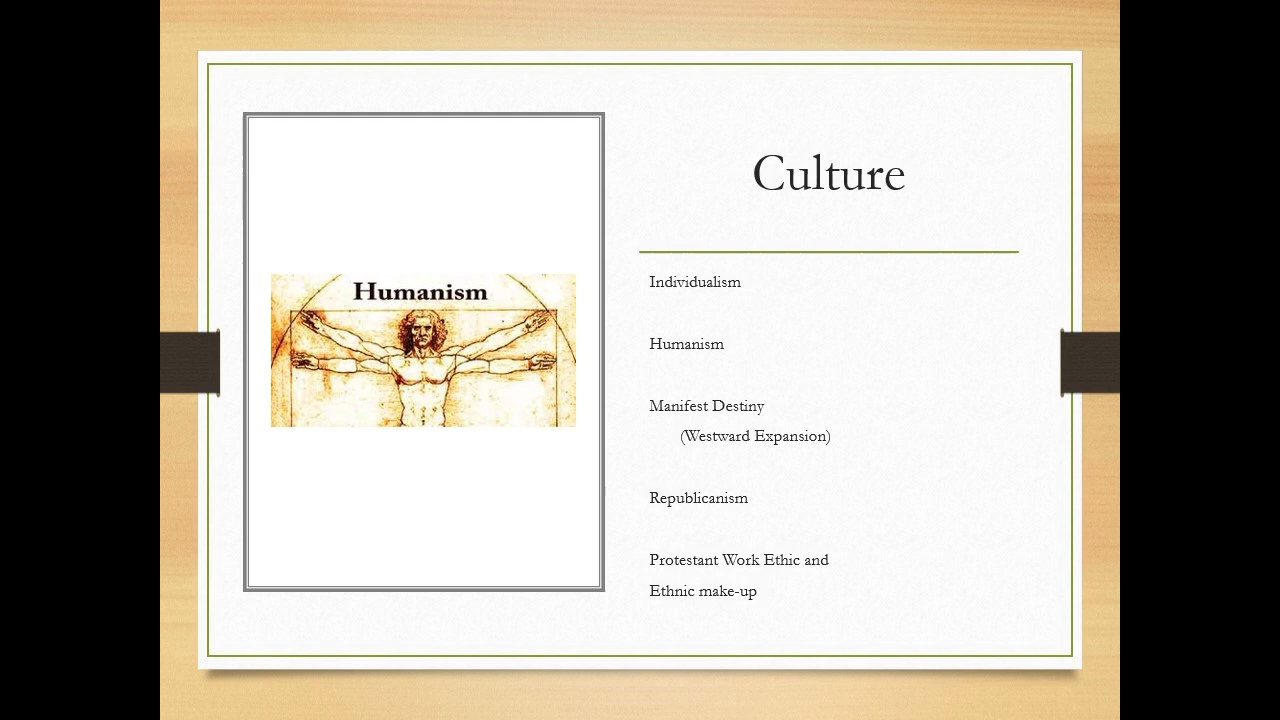 Humanism
Culture
Individualism
Humanism
Manifest Destiny
(Westward Expansion)
Republicanism
Protestant Work Ethic and
Ethnic make-up